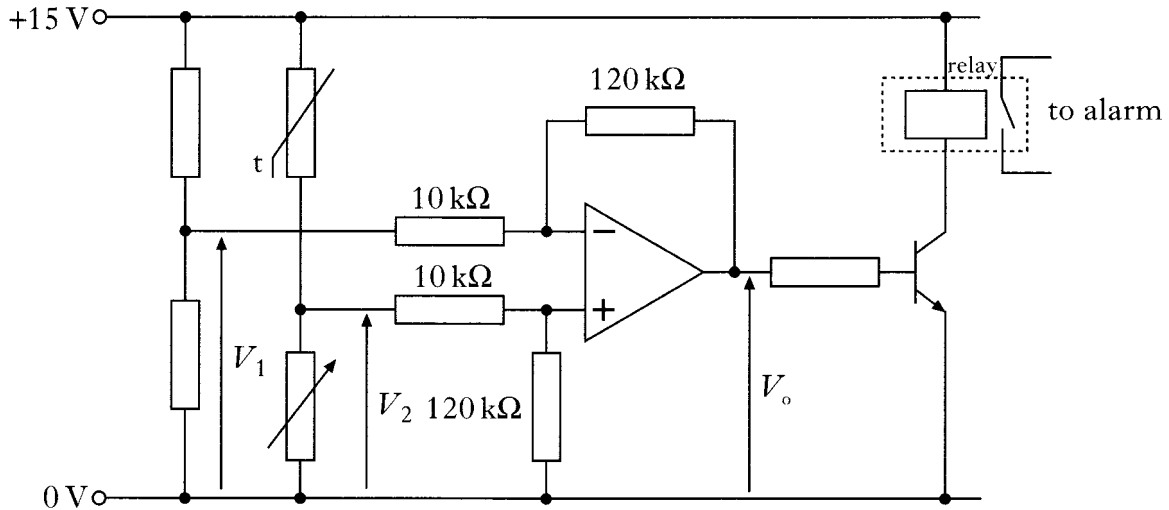 +15 V
relay
120 kΩ
to alarm
t
10 kΩ
10 kΩ
−
+
V1
V2
120 kΩ
Vo
0 V